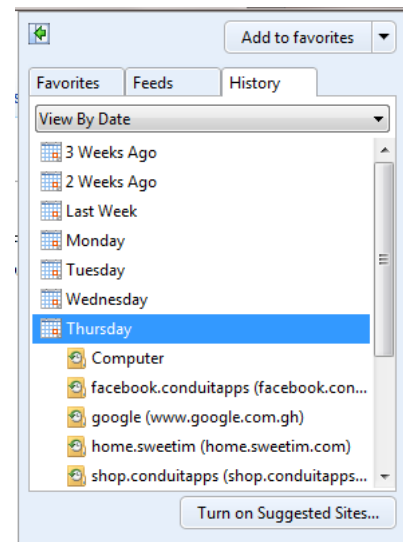 Add to favorites
Favorites Feeds History
View By Date
3 Weeks Ago
2 Weeks Ago
Last Week
Monday
Tuesday
Wednesday
Thursday
Computer
facebook.conduitapps (facebook.con...
google (www.google.com.gh)
home.sweetim (home.sweetim.com)
shop.conduitapps (shop.conduitapps...
Turn on Suggested Sites...